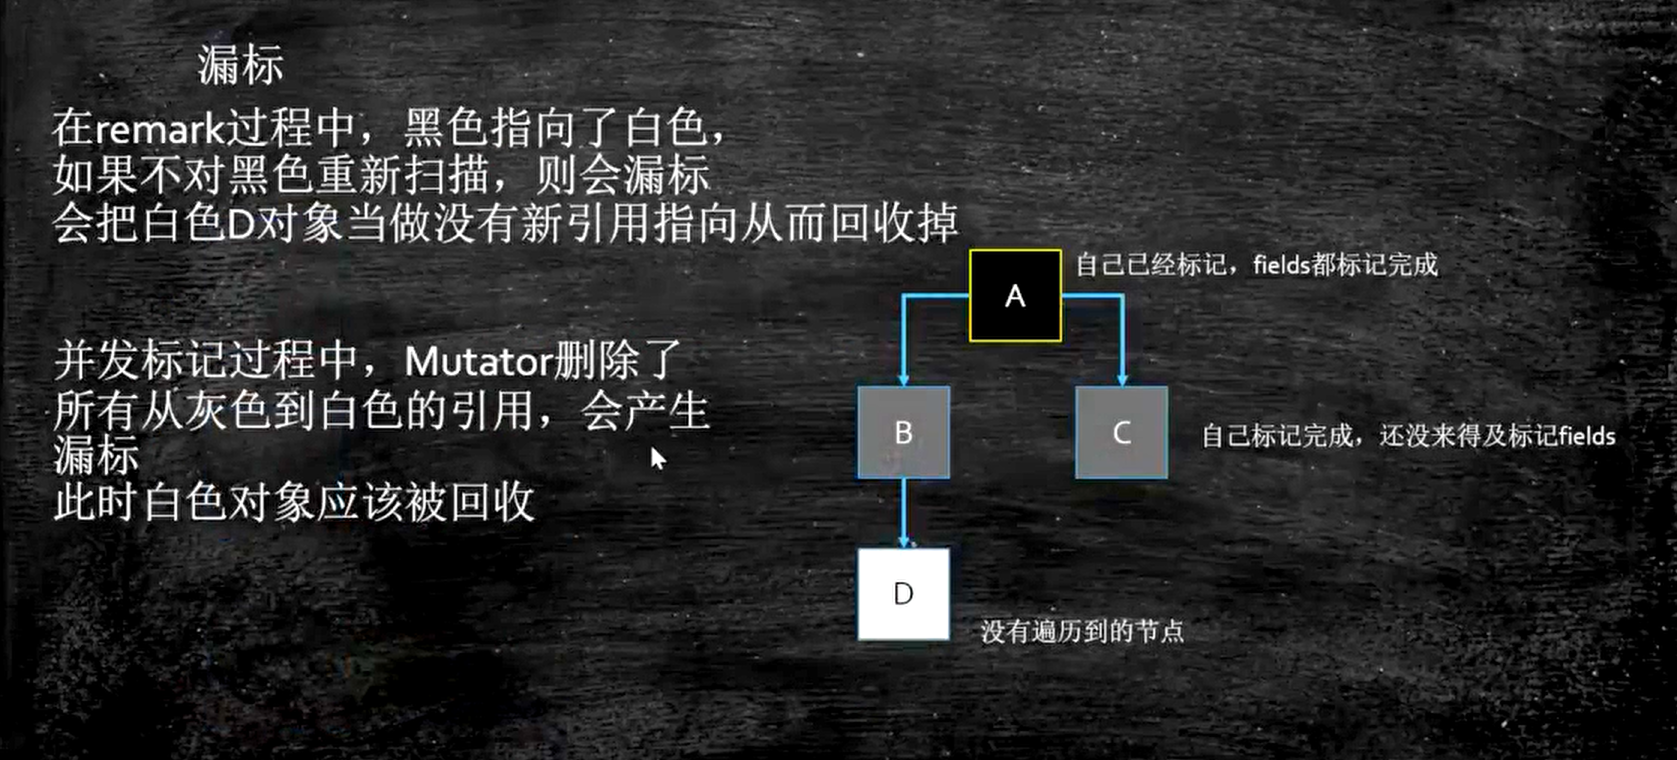 漏标
在remark过程中，黑色指向了白色，
如果不对黑色重新扫描，则会漏标
会把白色D对象当做没有新引用指向从而回收掉
A
自己已经标记，fields都标记完成
并发标记过程中，Mutator删除了
所有从灰色到白色的引用，会产生
漏标
此时白色对象应该被回收
B
C
自己标记完成，还没来得及标记fields
D
没有遍历到的节点